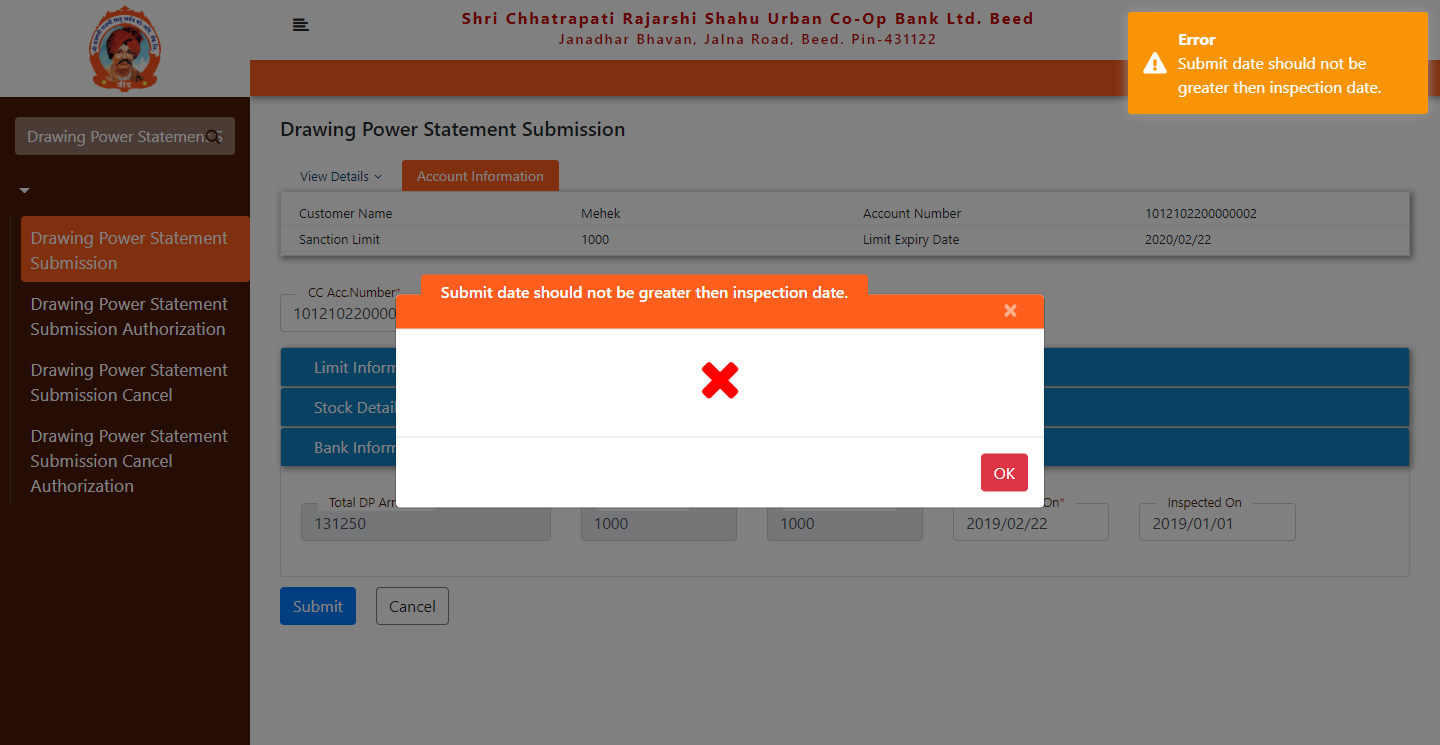 Shri Chhatrapati Rajarshi Shahu Urban Co-Op Bank Ltd. Beed
Janadhar Bhavan, Jalna Road, Beed. Pin-431122
Error
Submit date should not be
greater then inspection date.
Drawing Power Statement S
Drawing Power Statement
Submission
Drawing Power Statement
Submission Authorization
Drawing Power Statement
Submission Cancel
Drawing Power Statement
Submission Cancel
Authorization
Drawing Power Statement Submission
View Details
Account Information
Customer Name Mehek Account Number 1012102200000002
Sanction Limit 1000 Limit Expiry Date 2020/02/22
CC Acc.Number*
101210220000
Submit date should not be greater then inspection date.
×
OK
Limit Inform
Stock Detail
Bank Inform
Total DP Am
131250
1000
1000
On*
2019/02/22
Inspected On
2019/01/01
Submit
Cancel